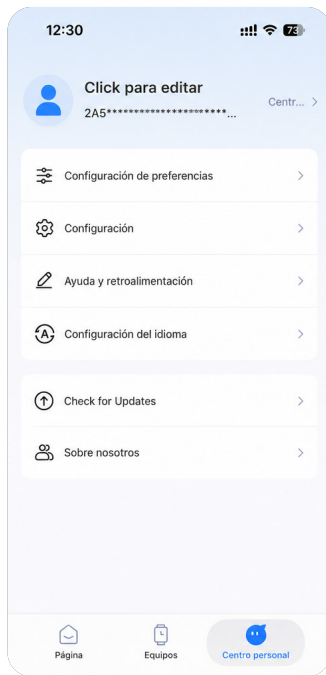 12:30
73
Click para editar
2A5**********************...
Centr...
Configuración de preferencias
Configuración
Ayuda y retroalimentación
A
Configuración del idioma
Check for Updates
Sobre nosotros
Página
Equipos
Centro personal